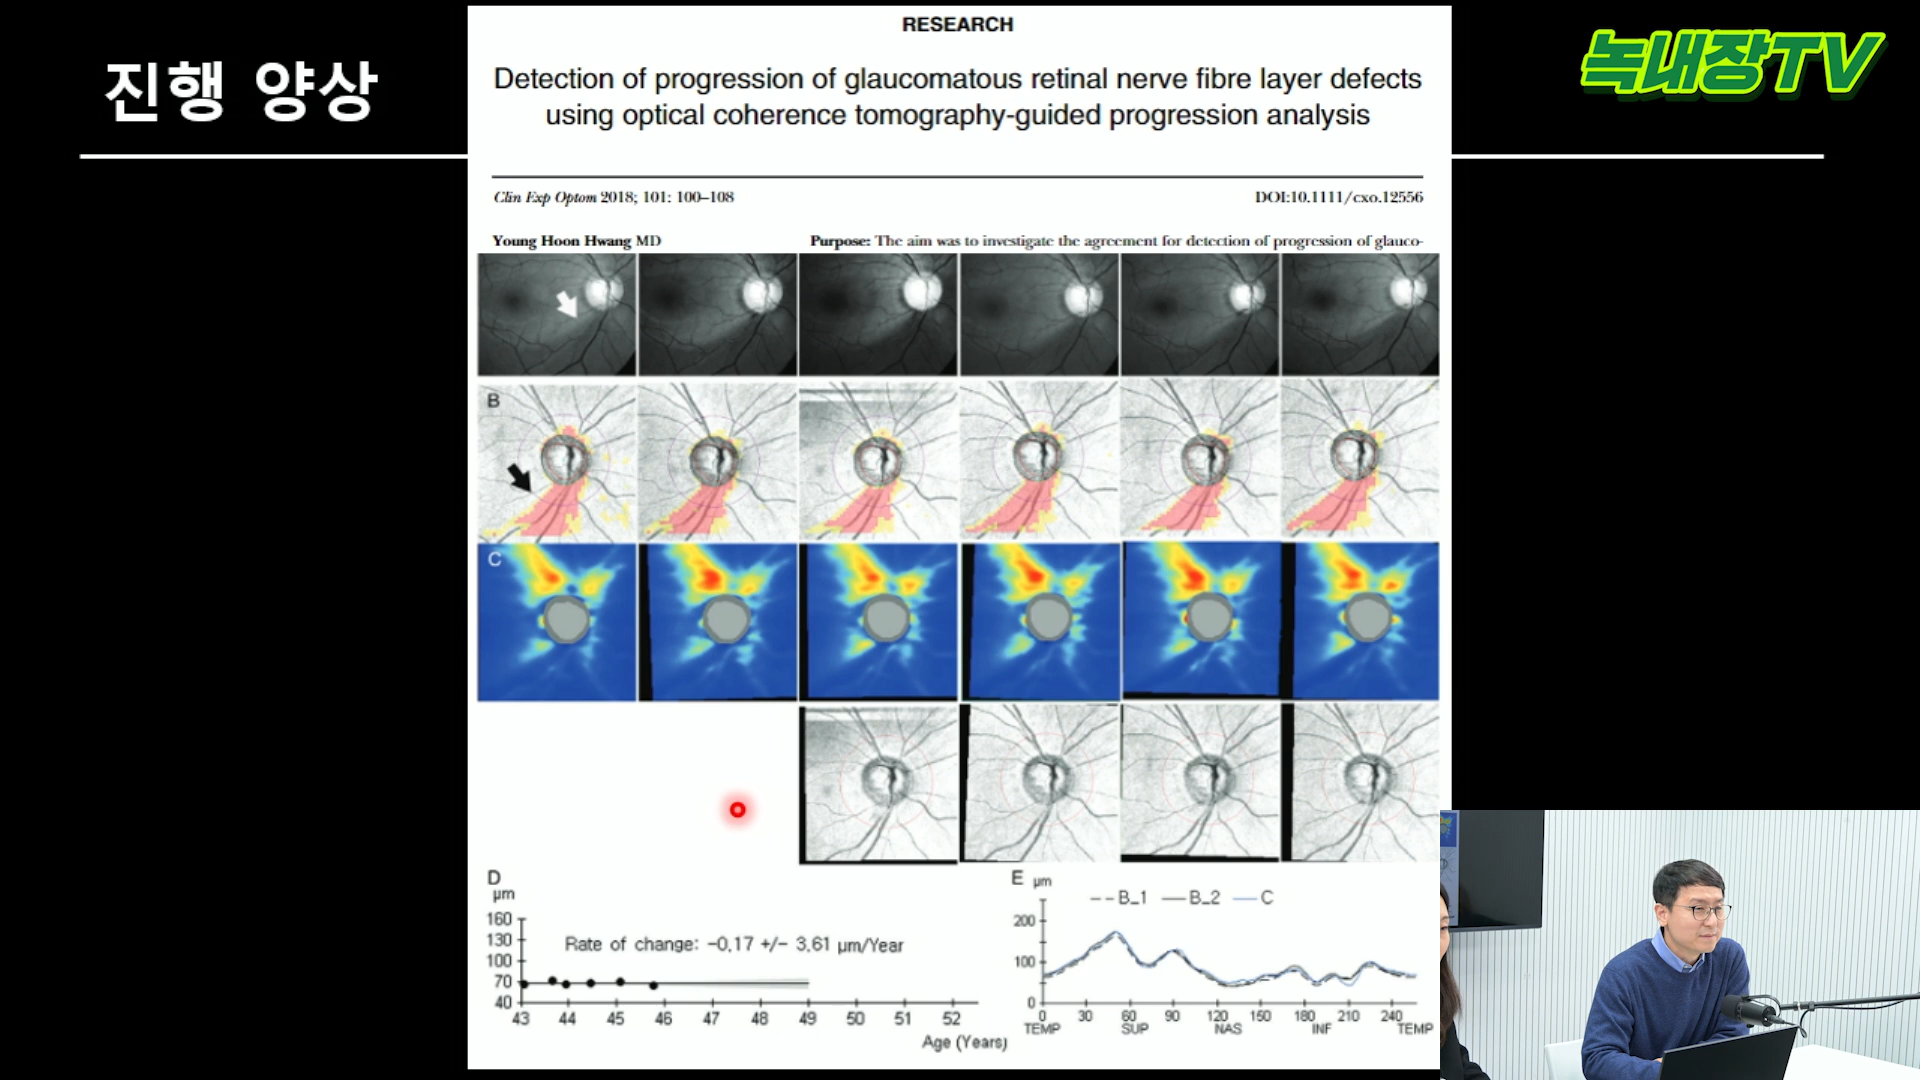 진행 양상
녹내장TV
RESEARCH
Detection of progression of glaucomatous retinal nerve fibre layer defects
using optical coherence tomography-guided progression analysis
Clin Exp Optom 2018; 101: 100–108
DOI:10.1111/cxo.12556
Young Hoon Hwang MD
Purpose: The aim was to investigate the agreement for detection of progression of glauco-
B
C
D
µm
160
130
100
70
40
Rate of change: -0.17 +/- 3.61 µm/Year
43 44 45 46 47 48 49 50 51 52
Age (Years)
E µm
B_1 B_2 C
200
100
0
0 30 60 90 120 150 180 210 240
TEMP SUP NAS INF TEMP